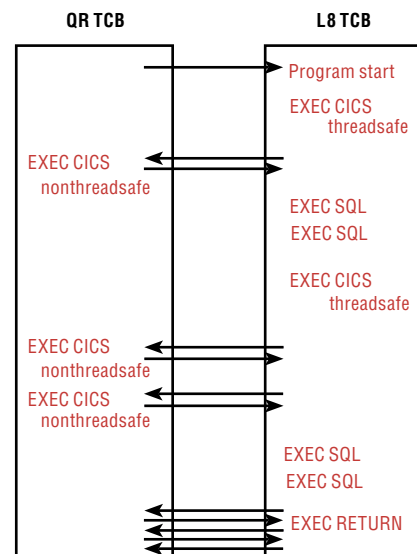 QR TCB
L8 TCB
Program start
EXEC CICS
threadsafe
EXEC CICS
nonthreadsafe
EXEC SQL
EXEC SQL
EXEC CICS
threadsafe
EXEC CICS
nonthreadsafe
EXEC CICS
nonthreadsafe
EXEC SQL
EXEC SQL
EXEC RETURN